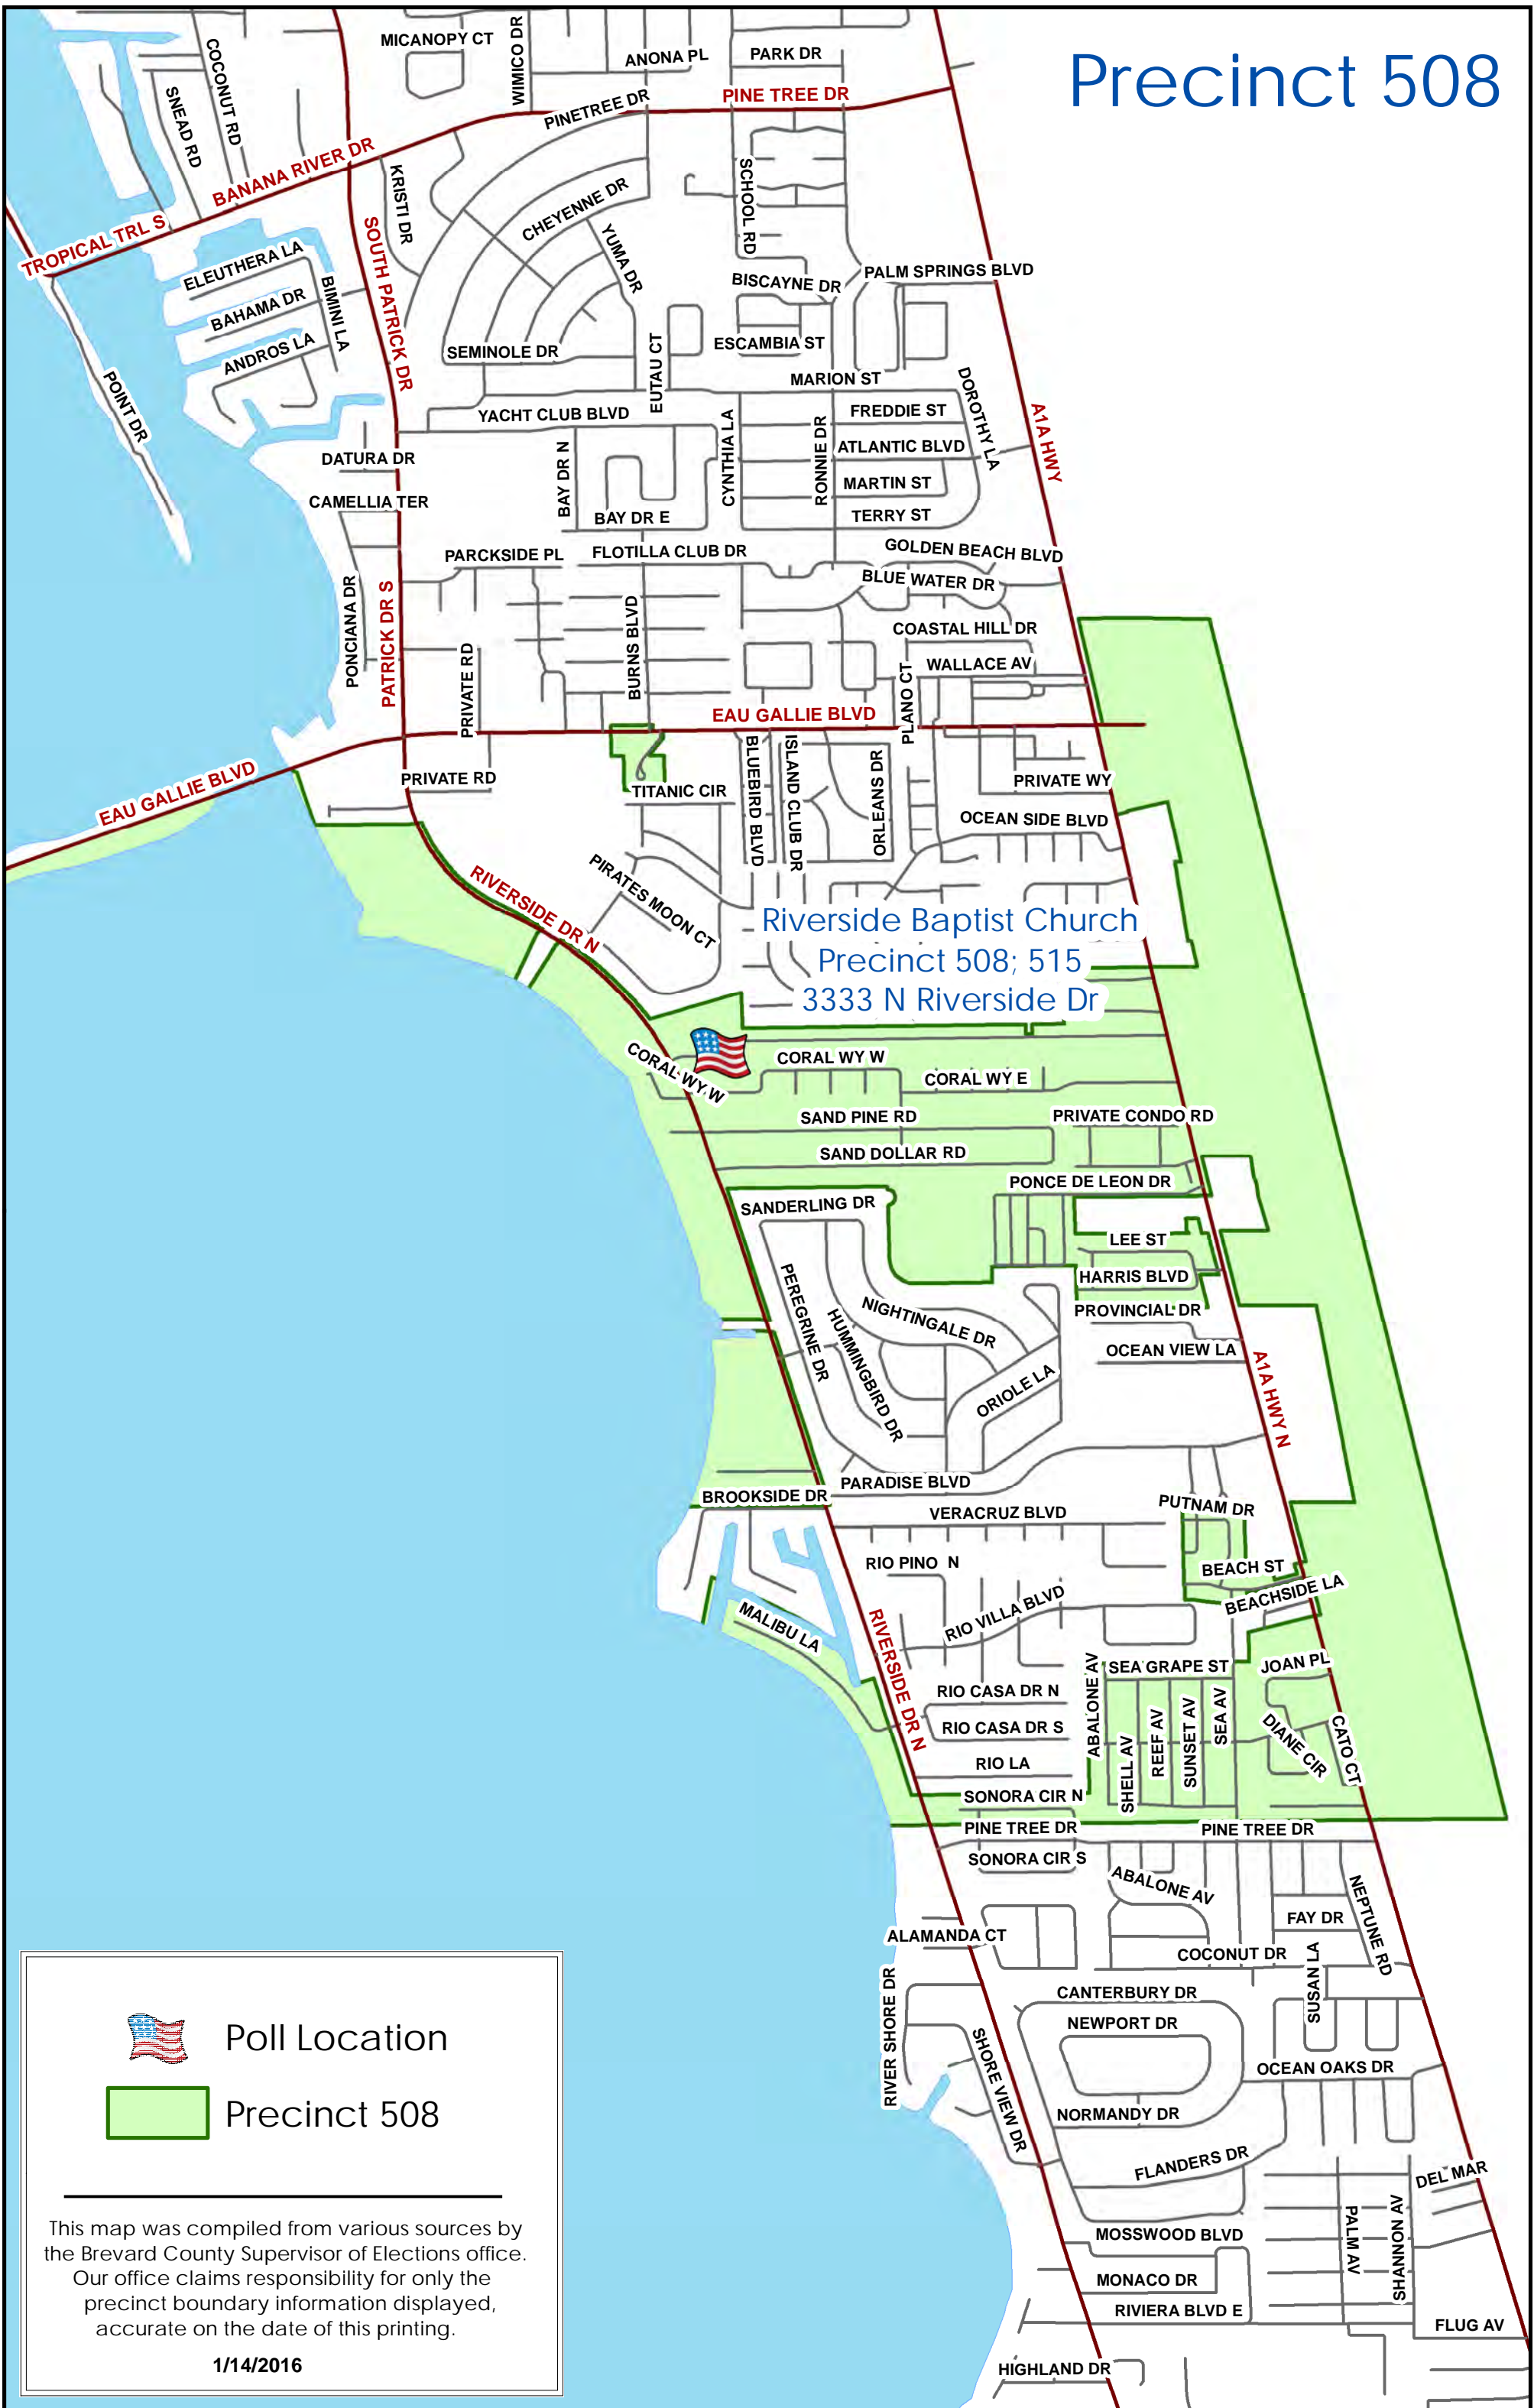 Precinct 508
MICANOPY CT
WIMICO DR
ANONA PL
PARK DR
COCONUT RD
SNEAD RD
PINETREE DR
PINE TREE DR
BANANA RIVER DR
KRISTI DR
SCHOOL RD
CHEYENNE DR
TROPICAL TRL S
SOUTH PATRICK DR
YUMA DR
ELEUTHERA LA
BIMINI LA
BISCAYNE DR
PALM SPRINGS BLVD
BAHAMA DR
ANDROS LA
SEMINOLE DR
EUTAU CT
ESCAMBIA ST
POINT DR
MARION ST
DOROTHY LA
A1A HWY
YACHT CLUB BLVD
FREDDIE ST
DATURA DR
BAY DR N
CYNTHIA LA
RONNIE DR
ATLANTIC BLVD
MARTIN ST
CAMELLIA TER
BAY DR E
TERRY ST
PARCKSIDE PL
FLOTILLA CLUB DR
GOLDEN BEACH BLVD
BLUE WATER DR
PONCIANA DR
PATRICK DR S
BURNS BLVD
COASTAL HILL DR
PRIVATE RD
PLANO CT
WALLACE AV
EAU GALLIE BLVD
EAU GALLIE BLVD
PRIVATE RD
TITANIC CIR
BLUEBIRD BLVD
ISLAND CLUB DR
ORLEANS DR
PRIVATE WY
OCEAN SIDE BLVD
RIVERSIDE DR N
PIRATES MOON CT
Riverside Baptist Church
Precinct 508; 515
3333 N Riverside Dr
CORAL WY W
CORAL WY W
CORAL WY E
SAND PINE RD
PRIVATE CONDO RD
SAND DOLLAR RD
PONCE DE LEON DR
SANDERLING DR
LEE ST
HARRIS BLVD
PEREGRINE DR
HUMMINGBIRD DR
NIGHTINGALE DR
PROVINCIAL DR
OCEAN VIEW LA
A1A HWY N
ORIOLE LA
PARADISE BLVD
BROOKSIDE DR
VERACRUZ BLVD
PUTNAM DR
RIO PINO N
BEACH ST
BEACHSIDE LA
MALIBU LA
RIVERSIDE DR N
RIO VILLA BLVD
ABALONE AV
SEA GRAPE ST
JOAN PL
RIO CASA DR N
RIO CASA DR S
SHELL AV
REEF AV
SUNSET AV
SEA AV
DIANE CIR
CATO CT
RIO LA
SONORA CIR N
PINE TREE DR
PINE TREE DR
SONORA CIR S
ABALONE AV
NEPTUNE RD
FAY DR
ALAMANDA CT
COCONUT DR
SUSAN LA
RIVER SHORE DR
CANTERBURY DR
NEWPORT DR
SHORE VIEW DR
OCEAN OAKS DR
NORMANDY DR
FLANDERS DR
DEL MAR
MOSSWOOD BLVD
PALM AV
SHANNON AV
MONACO DR
RIVIERA BLVD E
FLUG AV
HIGHLAND DR
Poll Location
Precinct 508
This map was compiled from various sources by
the Brevard County Supervisor of Elections office.
Our office claims responsibility for only the
precinct boundary information displayed,
accurate on the date of this printing.
1/14/2016